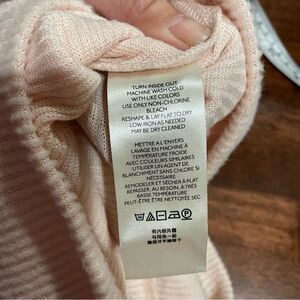 TURN INSIDE OUT
MACHINE WASH COLD
WITH LIKE COLORS
USE ONLY NON-CHLORINE
BLEACH
RESHAPE & LAY FLAT TO DRY
LOW IRON AS NEEDED
MAY BE DRY CLEANED
METTRE A L'ENVERS
LAVAGE EN MACHINE À
TEMPÉRATURE FROIDE
AVEC COULEURS SIMILAIRES
UTILISER UN AGENT DE
BLANCHIMENT SANS CHLORE SI
NÉCESSAIRE
REMODELER ET SÉCHER À PLAT
REPASSER, AU BESOIN, À TRÈS
BASSE TEMPÉRATURE
PEUT-ÊTRE ÊTRE NETTOYÉ SEC